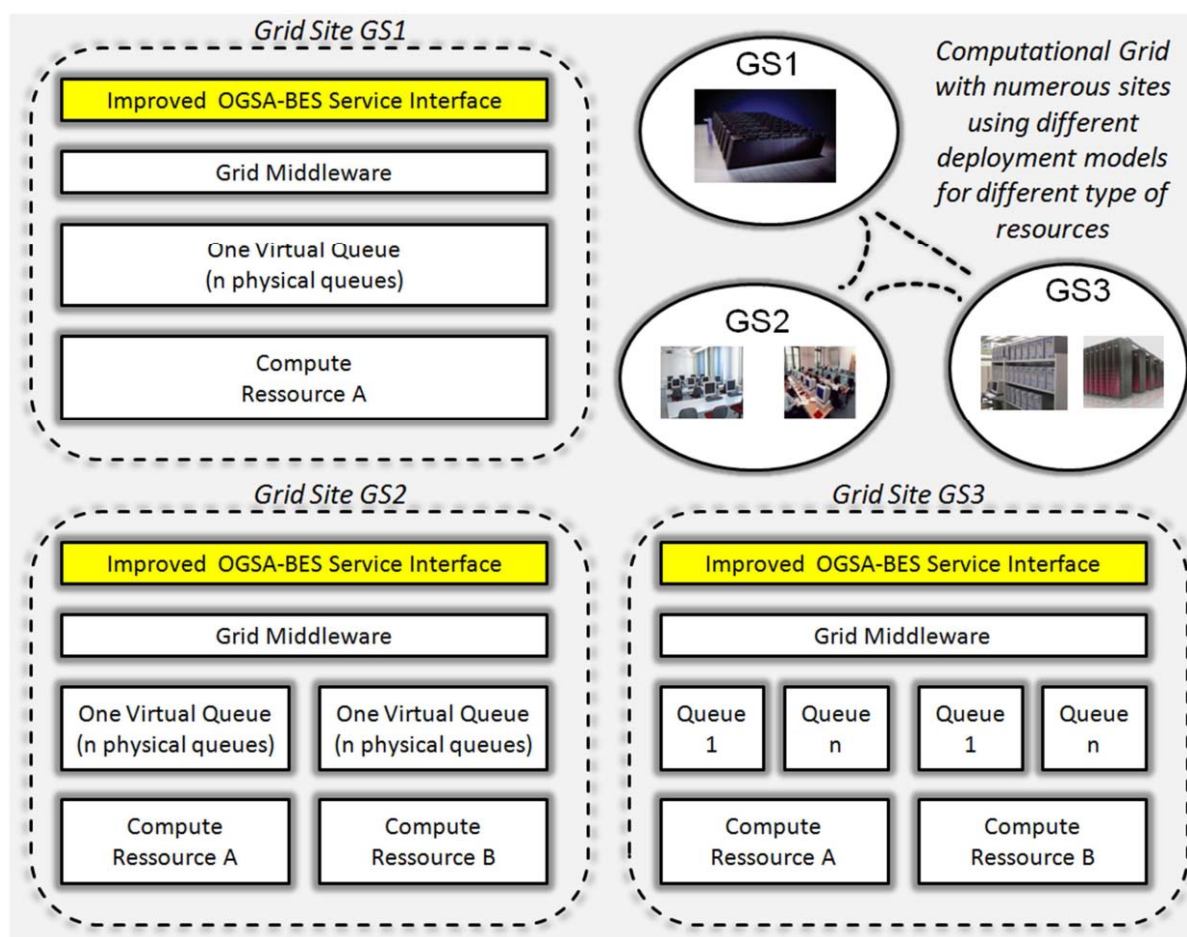 Grid Site GS1
Improved OGSA-BES Service Interface
Grid Middleware
One Virtual Queue
(n physical queues)
Compute
Ressource A
GS1
Computational Grid
with numerous sites
using different
deployment models
for different type of
resources
GS2
GS3
Grid Site GS2
Improved OGSA-BES Service Interface
Grid Middleware
One Virtual Queue
(n physical queues)
One Virtual Queue
(n physical queues)
Compute
Ressource A
Compute
Ressource B
Grid Site GS3
Improved OGSA-BES Service Interface
Grid Middleware
Queue
1
Queue
n
Queue
1
Queue
n
Compute
Ressource A
Compute
Ressource B